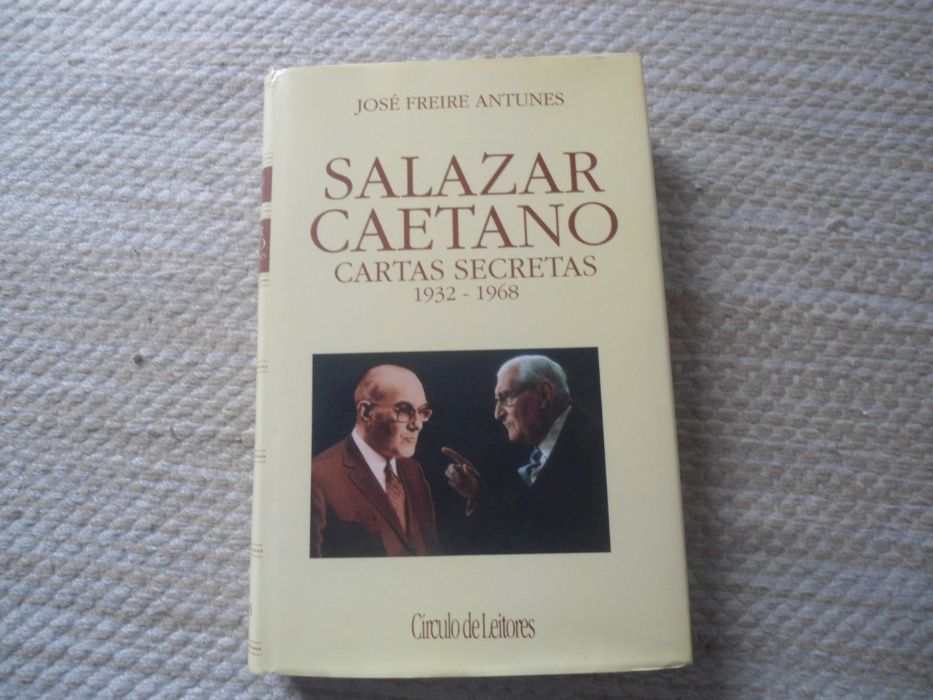 JOSÉ FREIRE ANTUNES
SALAZAR
CAETANO
CARTAS SECRETAS
1932 - 1968
Círculo de Leitores